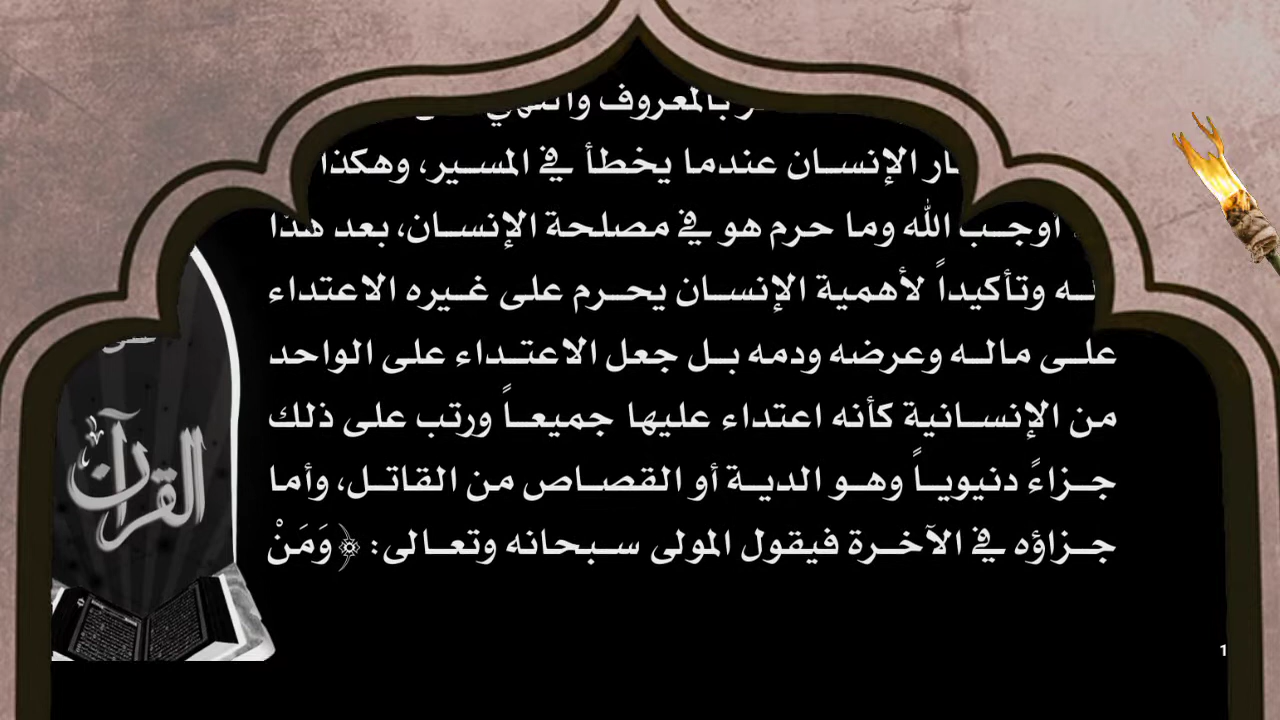 بالمعروف والنهي
الإنسان عندما يخطأ في المسير، وهكذا
أوجب الله وما حرم هو في مصلحة الإنسان، بعد هذا
وتأكيداً لأهمية الإنسان يحرم على غيره الاعتداء
على ماله وعرضه ودمه بل جعل الاعتداء على الواحد
من الإنسانية كأنه اعتداء عليها جميعاً ورتب على ذلك
جزاءً دنيوياً وهو الدية أو القصاص من القاتل، وأما
جزاؤه في الآخرة فيقول المولى سبحانه وتعالى: ﴿وَمَنْ
القرآن
1